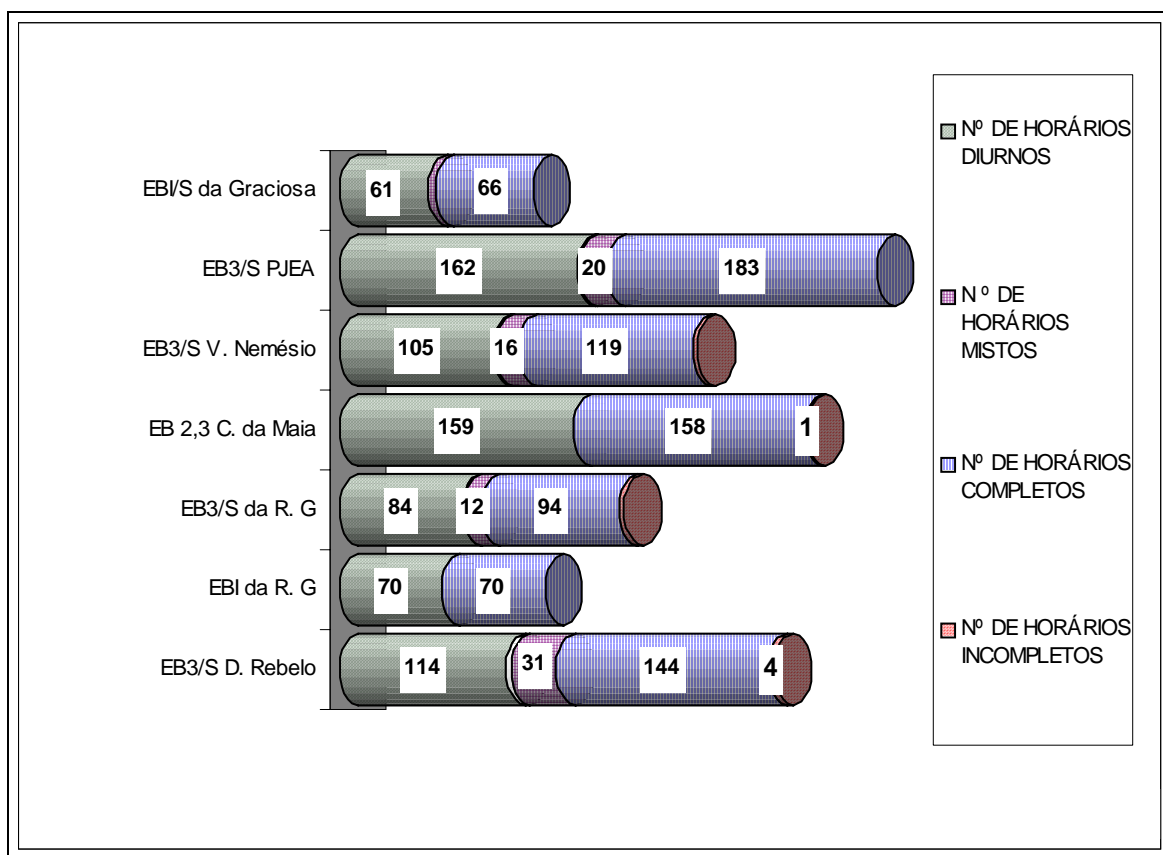 EBI/S da Graciosa
61 66
EB3/S PJEA
162 20 183
EB3/S V. Nemésio
105 16 119
EB 2,3 C. da Maia
159 158 1
EB3/S da R. G
84 12 94
EBI da R. G
70 70
EB3/S D. Rebelo
114 31 144 4
Nº DE HORÁRIOS
DIURNOS
N º DE
HORÁRIOS
MISTOS
Nº DE HORÁRIOS
COMPLETOS
Nº DE HORÁRIOS
INCOMPLETOS